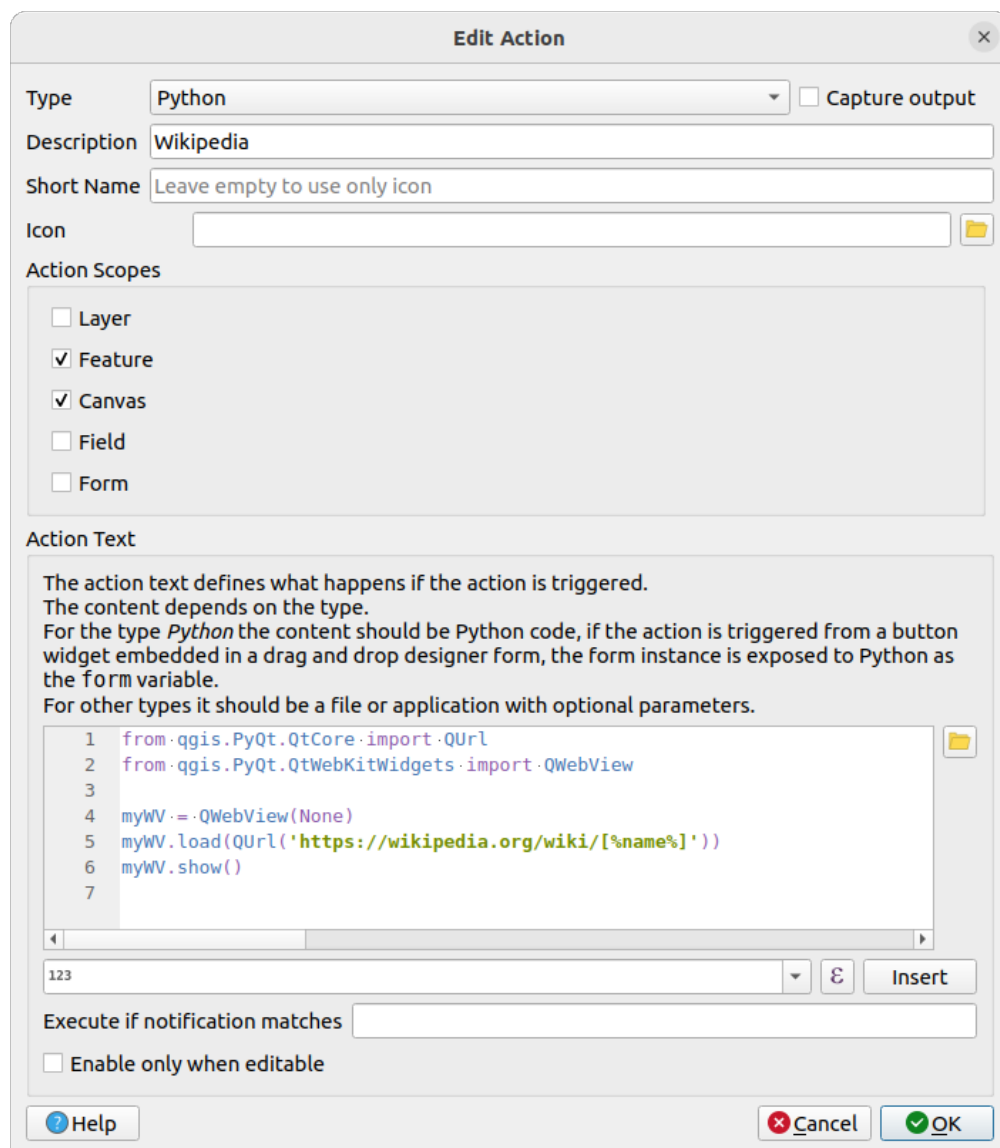 Edit Action
Type Python Capture output
Description Wikipedia
Short Name Leave empty to use only icon
Icon
Action Scopes
Layer
Feature
Canvas
Field
Form
Action Text
The action text defines what happens if the action is triggered.
The content depends on the type.
For the type Python the content should be Python code, if the action is triggered from a button
widget embedded in a drag and drop designer form, the form instance is exposed to Python as
the form variable.
For other types it should be a file or application with optional parameters.
1 from·qgis.PyQt.QtCore·import·QUrl
2 from·qgis.PyQt.QtWebKitWidgets·import·QWebView
3
4 myWV·=·QWebView(None)
5 myWV.load(QUrl('https://wikipedia.org/wiki/[%name%]'))
6 myWV.show()
7
123 ε Insert
Execute if notification matches
Enable only when editable
Help Cancel OK